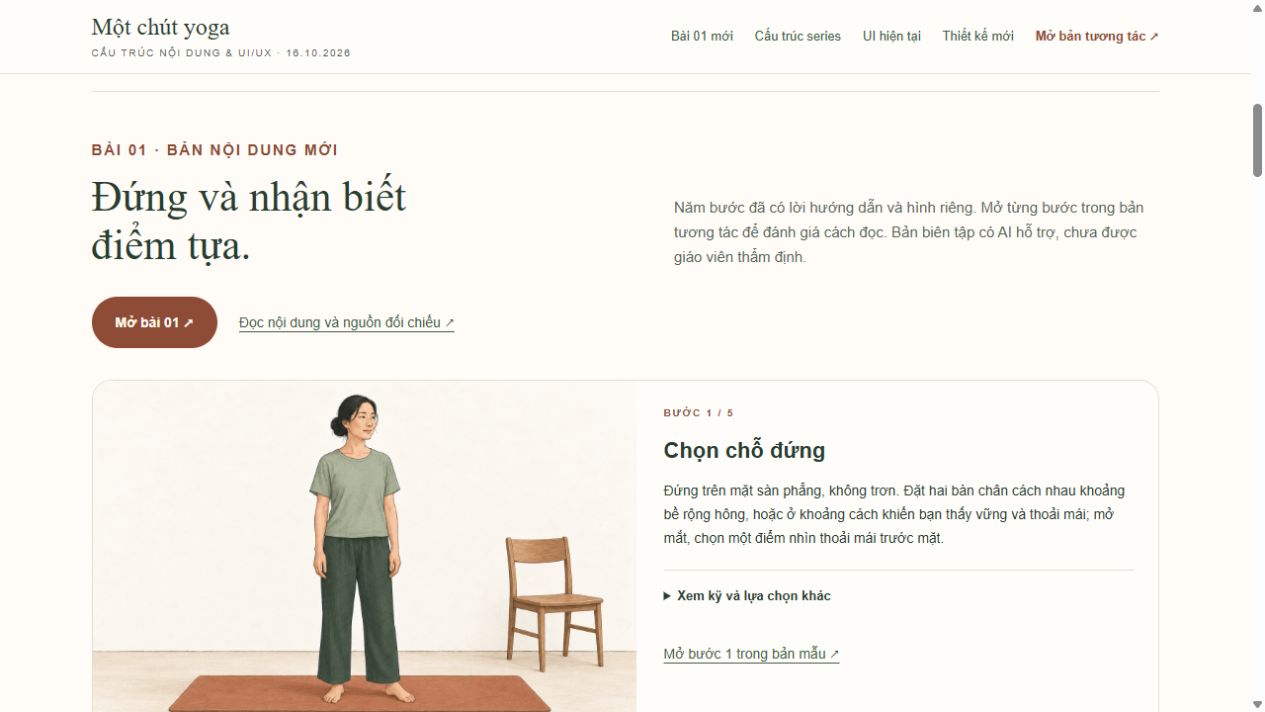 Một chút yoga
CẤU TRÚC NỘI DUNG & UI/UX · 16.10.2026
Bài 01 mới
Cấu trúc series
UI hiện tại
Thiết kế mới
Mở bản tương tác ↗
BÀI 01 · BẢN NỘI DUNG MỚI
Đứng và nhận biết
điểm tựa.
Năm bước đã có lời hướng dẫn và hình riêng. Mở từng bước trong bản
tương tác để đánh giá cách đọc. Bản biên tập có AI hỗ trợ, chưa được
giáo viên thẩm định.
Mở bài 01 ↗
Đọc nội dung và nguồn đối chiếu ↗
BƯỚC 1 / 5
Chọn chỗ đứng
Đứng trên mặt sàn phẳng, không trơn. Đặt hai bàn chân cách nhau khoảng
bề rộng hông, hoặc ở khoảng cách khiến bạn thấy vững và thoải mái; mở
mắt, chọn một điểm nhìn thoải mái trước mặt.
▶ Xem kỹ và lựa chọn khác
Mở bước 1 trong bản mẫu ↗